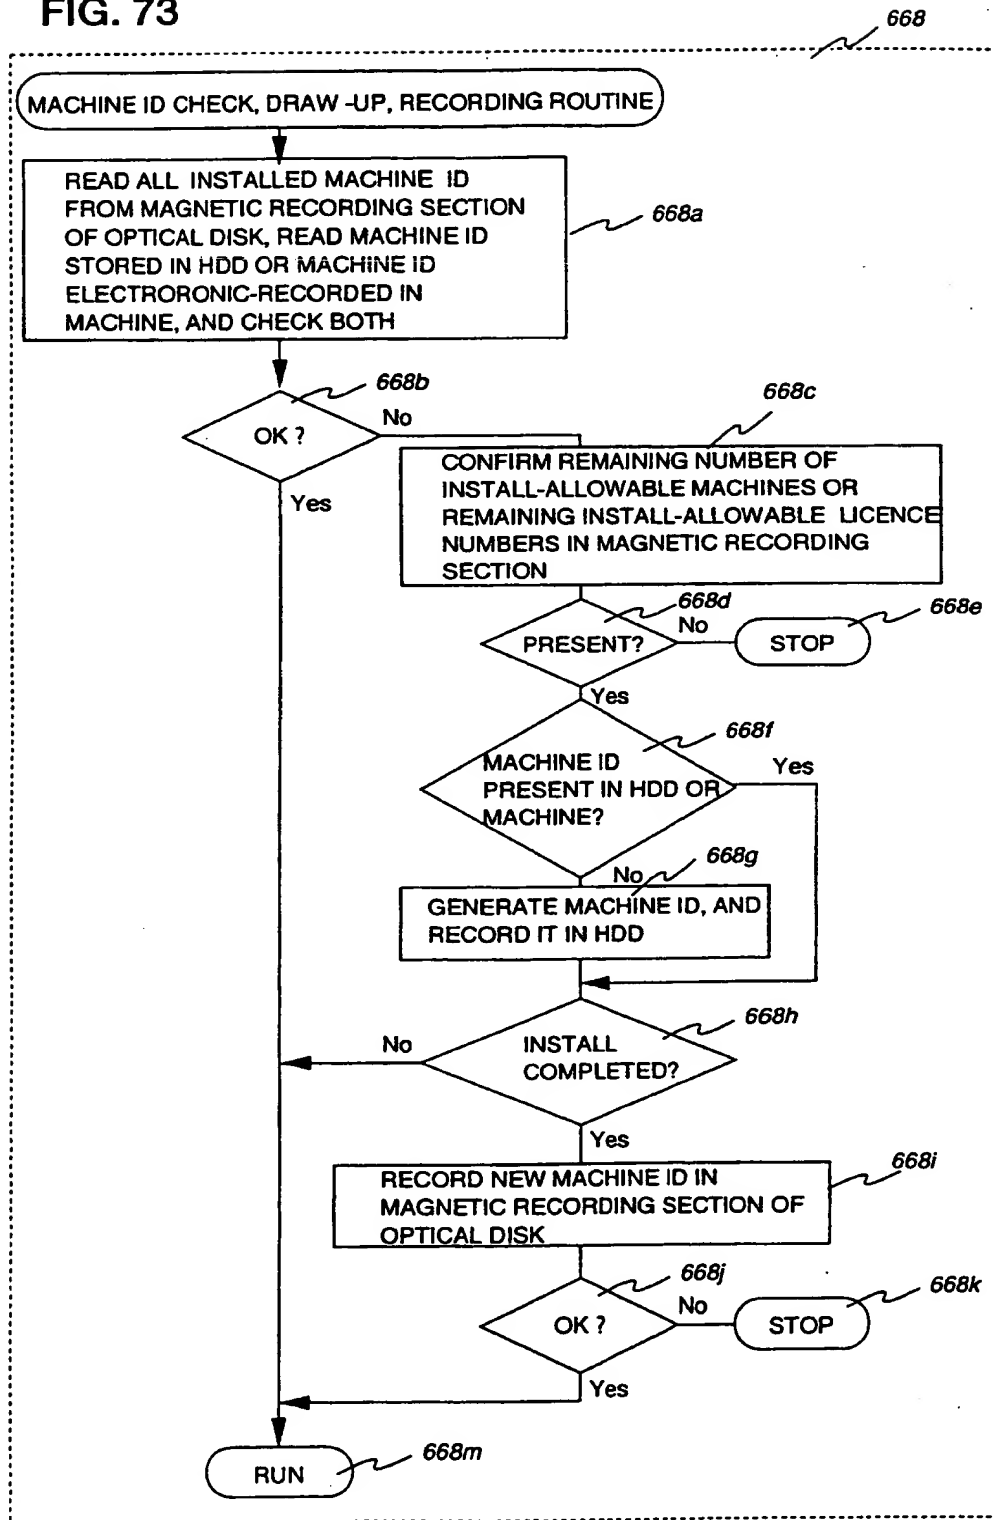 FIG. 73
668
MACHINE ID CHECK, DRAW -UP, RECORDING ROUTINE
READ ALL INSTALLED MACHINE ID
FROM MAGNETIC RECORDING SECTION
OF OPTICAL DISK, READ MACHINE ID
STORED IN HDD OR MACHINE ID
ELECTRORONIC-RECORDED IN
MACHINE, AND CHECK BOTH
668a
668b
OK ?
No
Yes
668c
CONFIRM REMAINING NUMBER OF
INSTALL-ALLOWABLE MACHINES OR
REMAINING INSTALL-ALLOWABLE LICENCE
NUMBERS IN MAGNETIC RECORDING
SECTION
668d
PRESENT?
No
668e
STOP
Yes
668f
MACHINE ID
PRESENT IN HDD OR
MACHINE?
Yes
No
668g
GENERATE MACHINE ID, AND
RECORD IT IN HDD
668h
INSTALL
COMPLETED?
No
Yes
668i
RECORD NEW MACHINE ID IN
MAGNETIC RECORDING SECTION OF
OPTICAL DISK
668j
OK ?
No
668k
STOP
Yes
RUN
668m